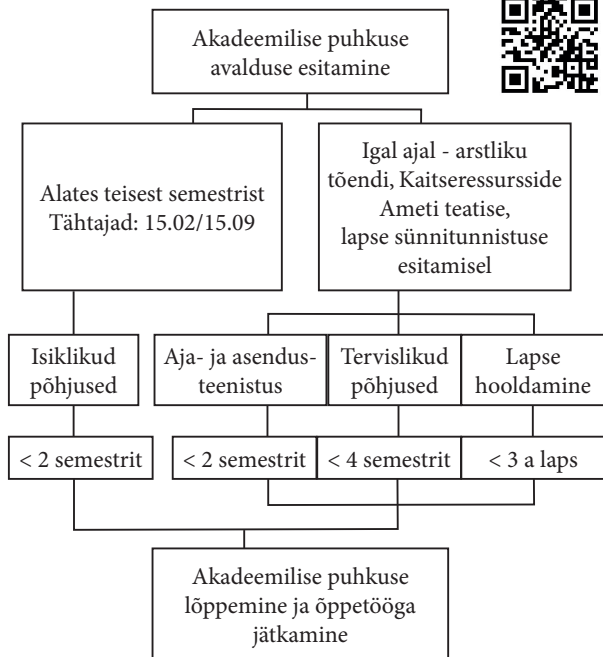 Akadeemilise puhkuse
avalduse esitamine
Alates teisest semestrist
Tähtajad: 15.02/15.09
Igal ajal - arstliku
tõendi, Kaitseressursside
Ameti teatise,
lapse sünnitunnistuse
esitamisel
Isiklikud
põhjused
Aja- ja asendus-
teenistus
Tervislikud
põhjused
Lapse
hooldamine
< 2 semestrit
< 2 semestrit
< 4 semestrit
< 3 a laps
Akadeemilise puhkuse
lõppemine ja õppetööga
jätkamine